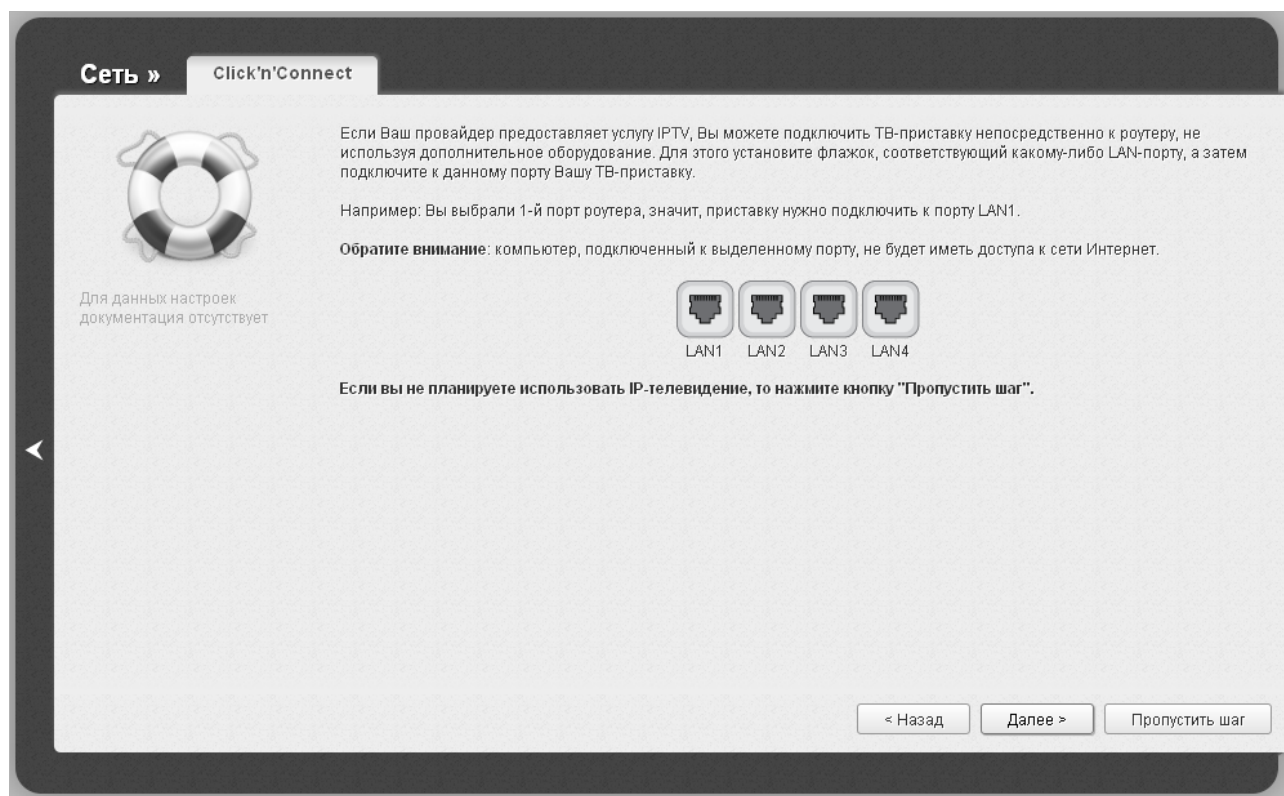 Сеть »
Click'n'Connect
Если Ваш провайдер предоставляет услугу IPTV, Вы можете подключить ТВ-приставку непосредственно к роутеру, не
используя дополнительное оборудование. Для этого установите флажок, соответствующий какому-либо LAN-порту, а затем
подключите к данному порту Вашу ТВ-приставку.
Например: Вы выбрали 1-й порт роутера, значит, приставку нужно подключить к порту LAN1.
Обратите внимание: компьютер, подключенный к выделенному порту, не будет иметь доступа к сети Интернет.
Для данных настроек
документация отсутствует
LAN1 LAN2 LAN3 LAN4
Если вы не планируете использовать IP-телевидение, то нажмите кнопку "Пропустить шаг".
< Назад
Далее >
Пропустить шаг